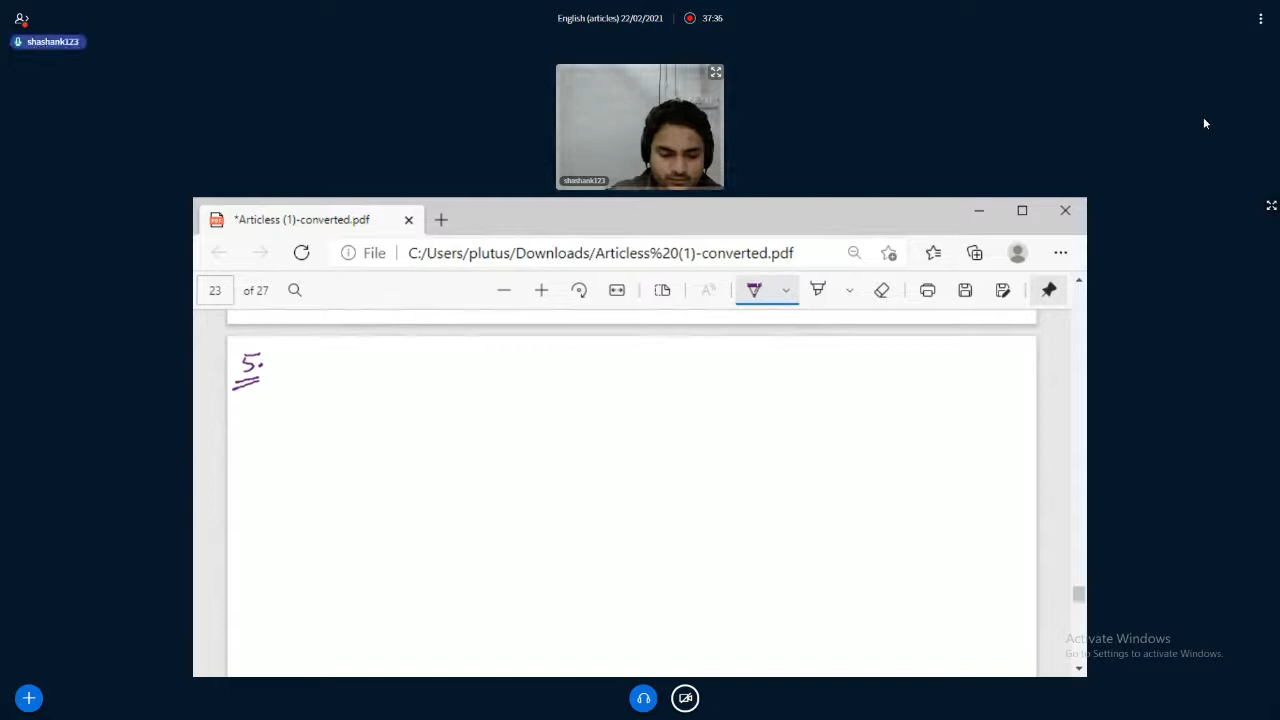 English (articles) 22/02/2021 37:36
shashank123
shashank123
*Articless (1)-converted.pdf
File C:/Users/plutus/Downloads/Articless%20(1)-converted.pdf
23 of 27
5.
Activate Windows
Go to Settings to activate Windows.